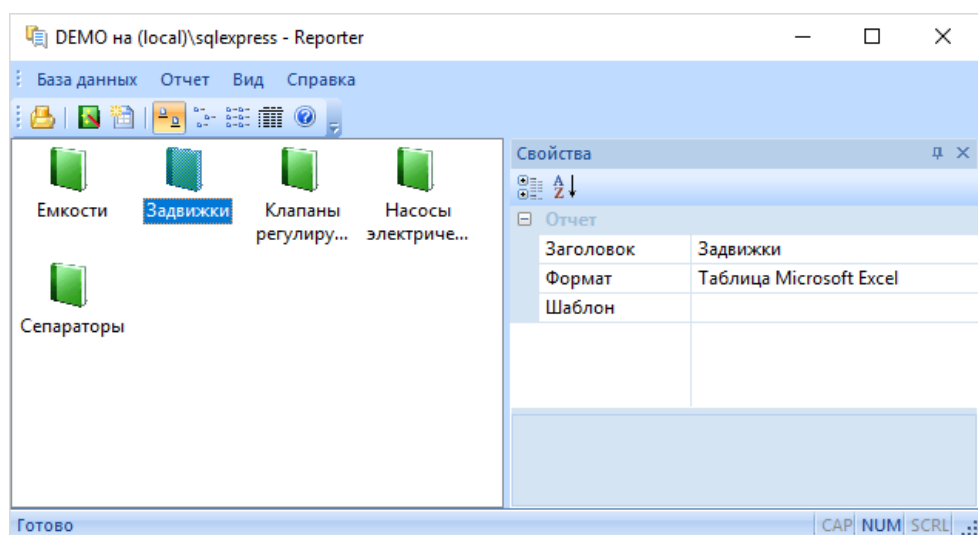 DEMO на (local)\sqlexpress - Reporter
База данных Отчет Вид Справка
Емкости
Задвижки
Клапаны
регулиру...
Насосы
электриче...
Сепараторы
Свойства
Отчет
Заголовок Задвижки
Формат Таблица Microsoft Excel
Шаблон
Готово
CAP NUM SCRL